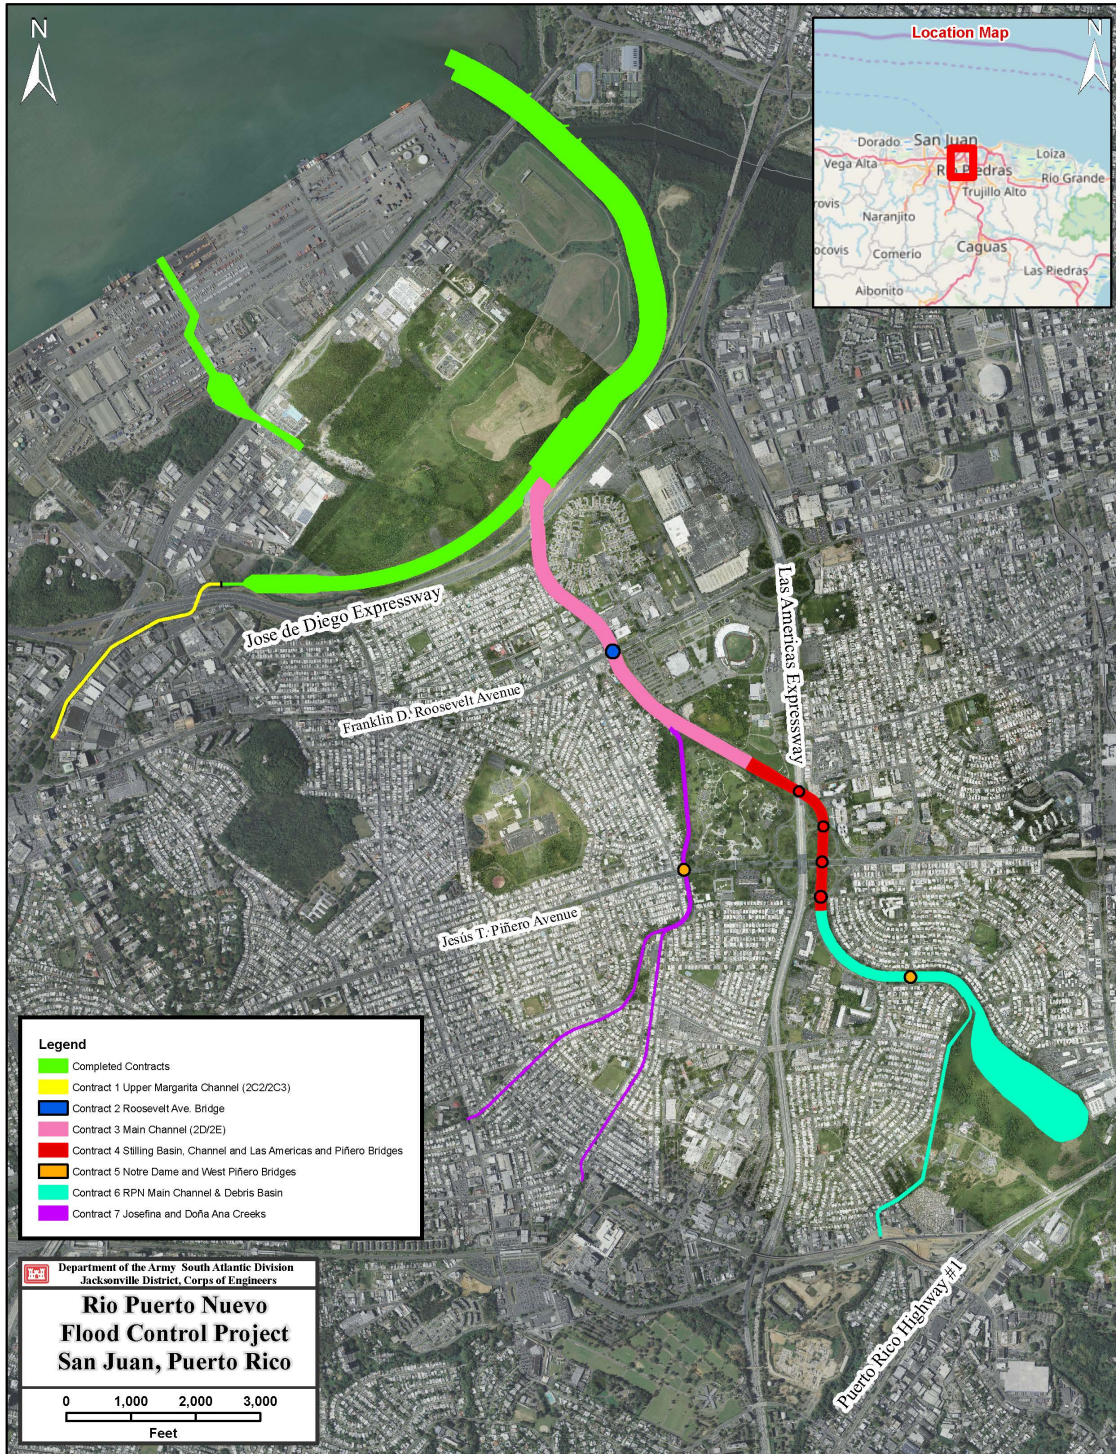 N
Location Map
N
San Juan
Dorado
Loiza
Vega Alta
Rio Piedras
Rio Grande
Trujillo Alto
rovis
Naranjito
ocovis
Comerio
Caguas
Las Piedras
Aibonito
Jose de Diego Expressway
Las Americas Expressway
Franklin D. Roosevelt Avenue
Jesús T. Piñero Avenue
Puerto Rico Highway #1
Legend
Completed Contracts
Contract 1 Upper Margarita Channel (2C2/2C3)
Contract 2 Roosevelt Ave. Bridge
Contract 3 Main Channel (2D/2E)
Contract 4 Stilling Basin, Channel and Las Americas and Piñero Bridges
Contract 5 Notre Dame and West Piñero Bridges
Contract 6 RPN Main Channel & Debris Basin
Contract 7 Josefina and Doña Ana Creeks
Department of the Army South Atlantic Division
Jacksonville District, Corps of Engineers
Rio Puerto Nuevo
Flood Control Project
San Juan, Puerto Rico
0 1,000 2,000 3,000
Feet